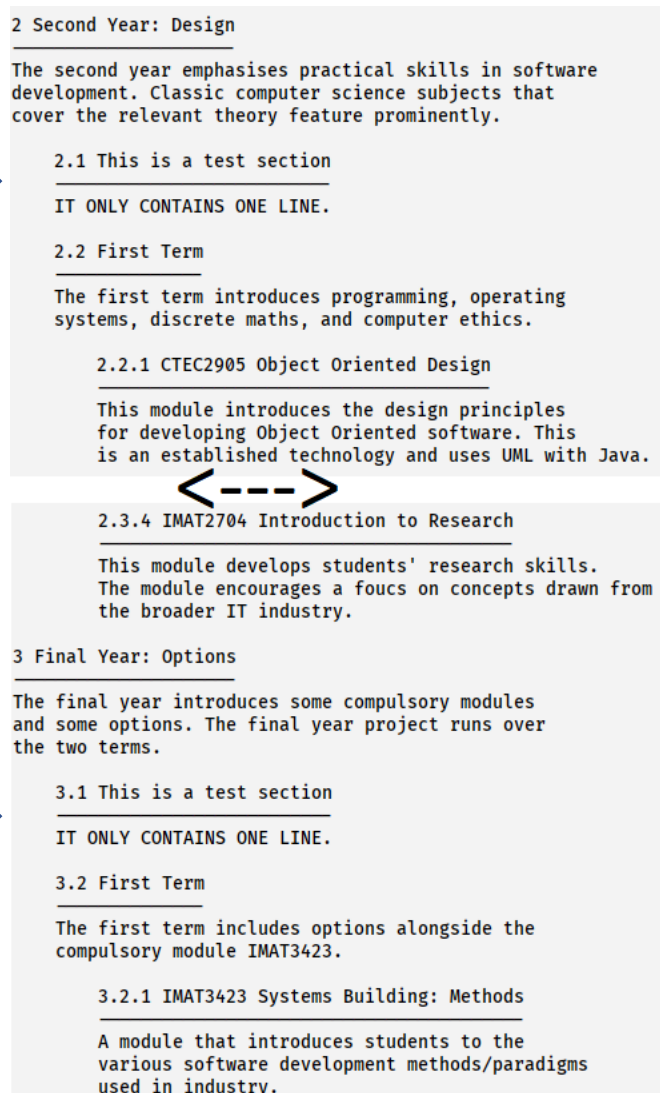 2 Second Year: Design
The second year emphasises practical skills in software
development. Classic computer science subjects that
cover the relevant theory feature prominently.
2.1 This is a test section
IT ONLY CONTAINS ONE LINE.
2.2 First Term
The first term introduces programming, operating
systems, discrete maths, and computer ethics.
2.2.1 CTEC2905 Object Oriented Design
This module introduces the design principles
for developing Object Oriented software. This
is an established technology and uses UML with Java.
<--->
2.3.4 IMAT2704 Introduction to Research
This module develops students' research skills.
The module encourages a foucs on concepts drawn from
the broader IT industry.
3 Final Year: Options
The final year introduces some compulsory modules
and some options. The final year project runs over
the two terms.
3.1 This is a test section
IT ONLY CONTAINS ONE LINE.
3.2 First Term
The first term includes options alongside the
compulsory module IMAT3423.
3.2.1 IMAT3423 Systems Building: Methods
A module that introduces students to the
various software development methods/paradigms
used in industry.